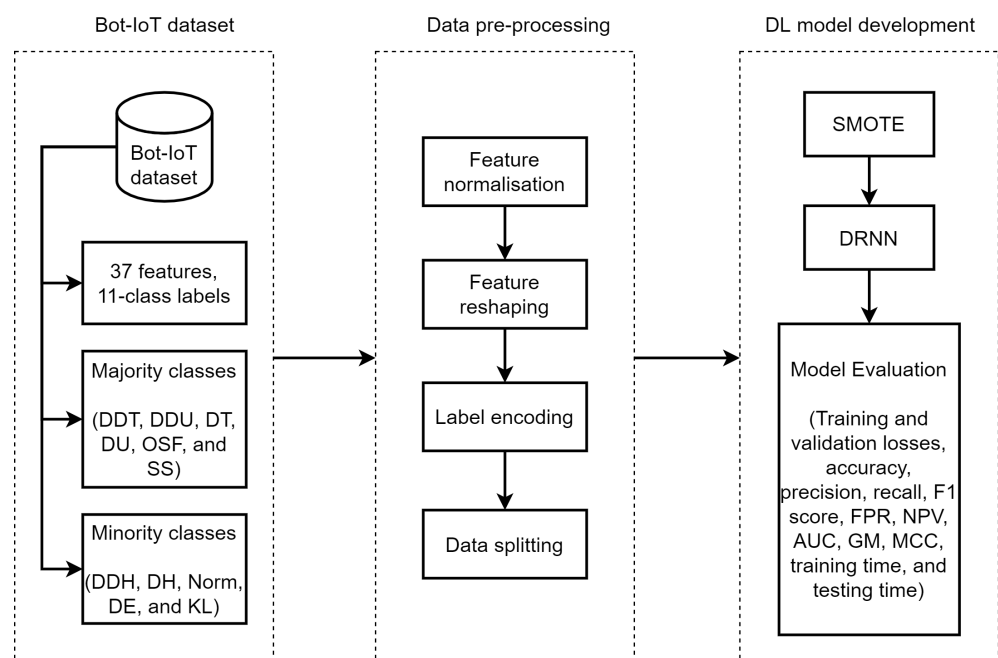 Bot-IoT dataset
Data pre-processing
DL model development
Bot-IoT
dataset
37 features,
11-class labels
Majority classes
(DDT, DDU, DT,
DU, OSF, and
SS)
Minority classes
(DDH, DH, Norm,
DE, and KL)
Feature
normalisation
Feature
reshaping
Label encoding
Data splitting
SMOTE
DRNN
Model Evaluation
(Training and
validation losses,
accuracy,
precision, recall, F1
score, FPR, NPV,
AUC, GM, MCC,
training time, and
testing time)